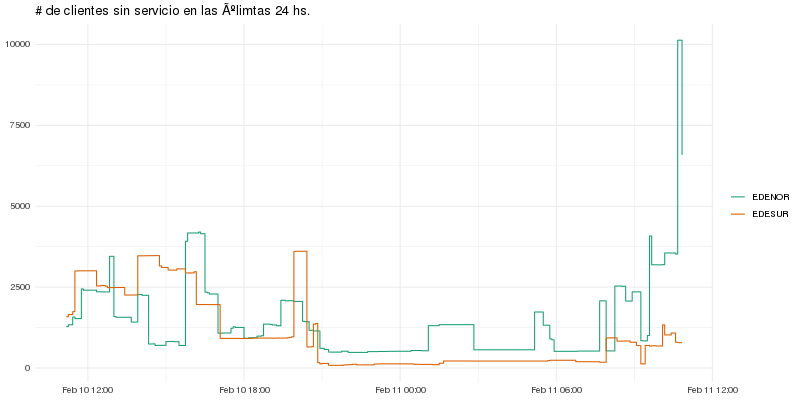 # de clientes sin servicio en las Ãºlimtas 24 hs.
10000
7500
5000
2500
0
Feb 10 12:00
Feb 10 18:00
Feb 11 00:00
Feb 11 06:00
Feb 11 12:00
EDENOR
EDESUR